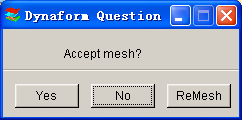 Dynaform Question
Accept mesh?
Yes No ReMesh